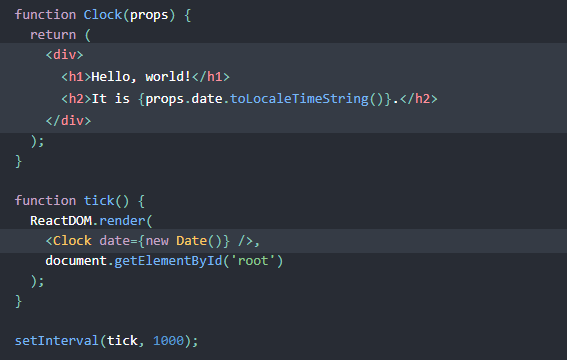 function Clock(props) {
  return (
    <div>
      <h1>Hello, world!</h1>
      <h2>It is {props.date.toLocaleTimeString()}.</h2>
    </div>
  );
}

function tick() {
  ReactDOM.render(
    <Clock date={new Date()} />,
    document.getElementById('root')
  );
}

setInterval(tick, 1000);